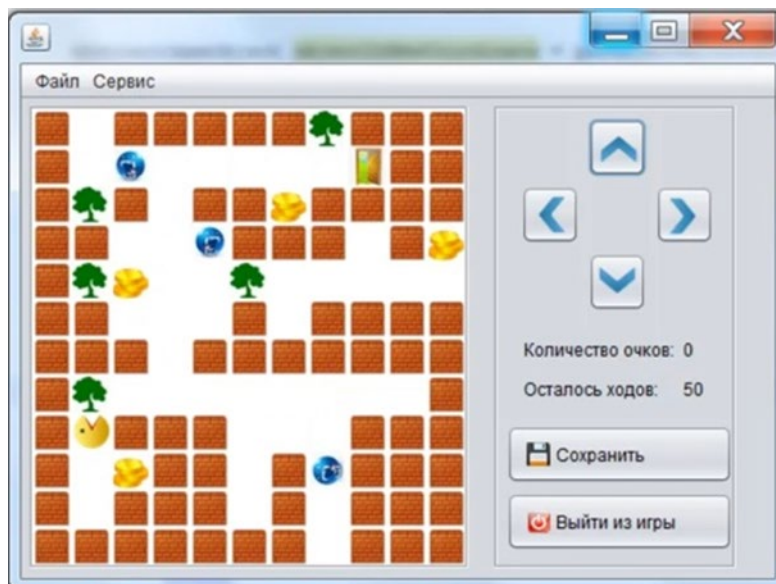 Файл Сервис
Количество очков: 0
Осталось ходов: 50
Сохранить
Выйти из игры